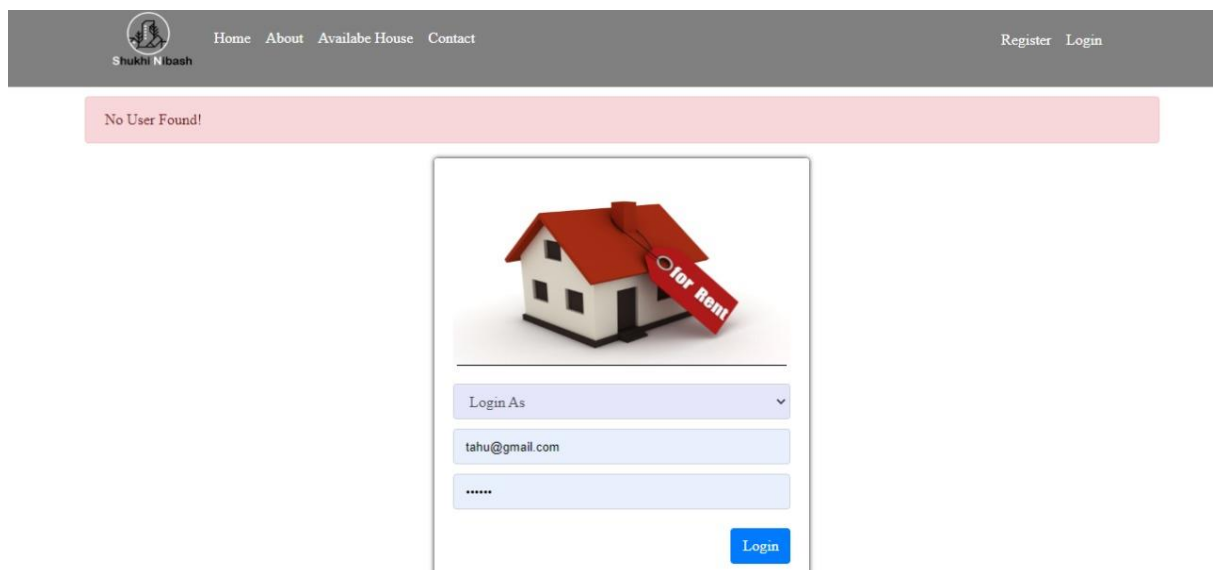 Shukhi Nibash
Home About Availabe House Contact
Register Login
No User Found!
for Rent
Login As
tahu@gmail.com
••••••
Login